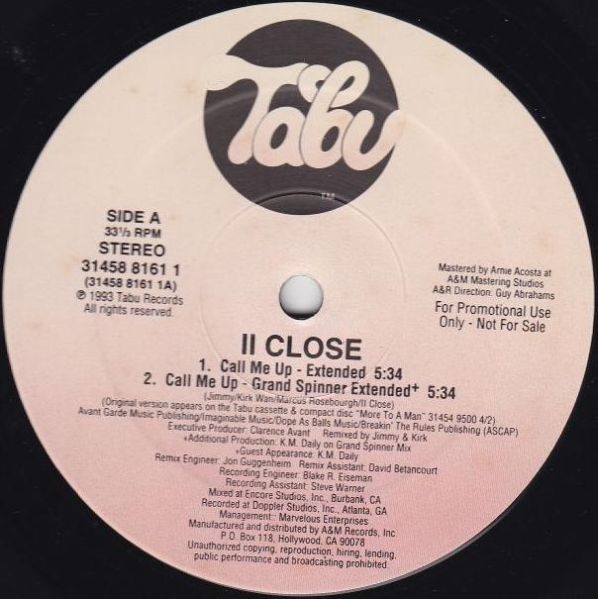 Tabu
TM
SIDE A
33⅓ RPM
STEREO
31458 8161 1
(31458 8161 1A)
℗ 1993 Tabu Records
All rights reserved.
Mastered by Arnie Acosta at
A&M Mastering Studios
A&R Direction: Guy Abrahams
For Promotional Use
Only - Not For Sale
II CLOSE
1. Call Me Up - Extended 5:34
2. Call Me Up - Grand Spinner Extended+ 5:34
(Jimmy/Kirk Wan/Marcus Rosebourgh/II Close)
(Original version appears on the Tabu cassette & compact disc "More To A Man" 31454 9500 4/2)
Avant Garde Music Publishing/Imaginable Music/Dope As Balls Music/Breakin' The Rules Publishing (ASCAP)
Executive Producer: Clarence Avant Remixed by Jimmy & Kirk
+Additional Production: K.M. Daily on Grand Spinner Mix
+Guest Appearance: K.M. Daily
Remix Engineer: Jon Guggenheim Remix Assistant: David Betancourt
Recording Engineer: Blake R. Eiseman
Recording Assistant: Steve Warner
Mixed at Encore Studios, Inc., Burbank, CA
Recorded at Doppler Studios, Inc., Atlanta, GA
Management: Marvelous Enterprises
Manufactured and distributed by A&M Records, Inc.
P.O. Box 118, Hollywood, CA 90078
Unauthorized copying, reproduction, hiring, lending,
public performance and broadcasting prohibited.